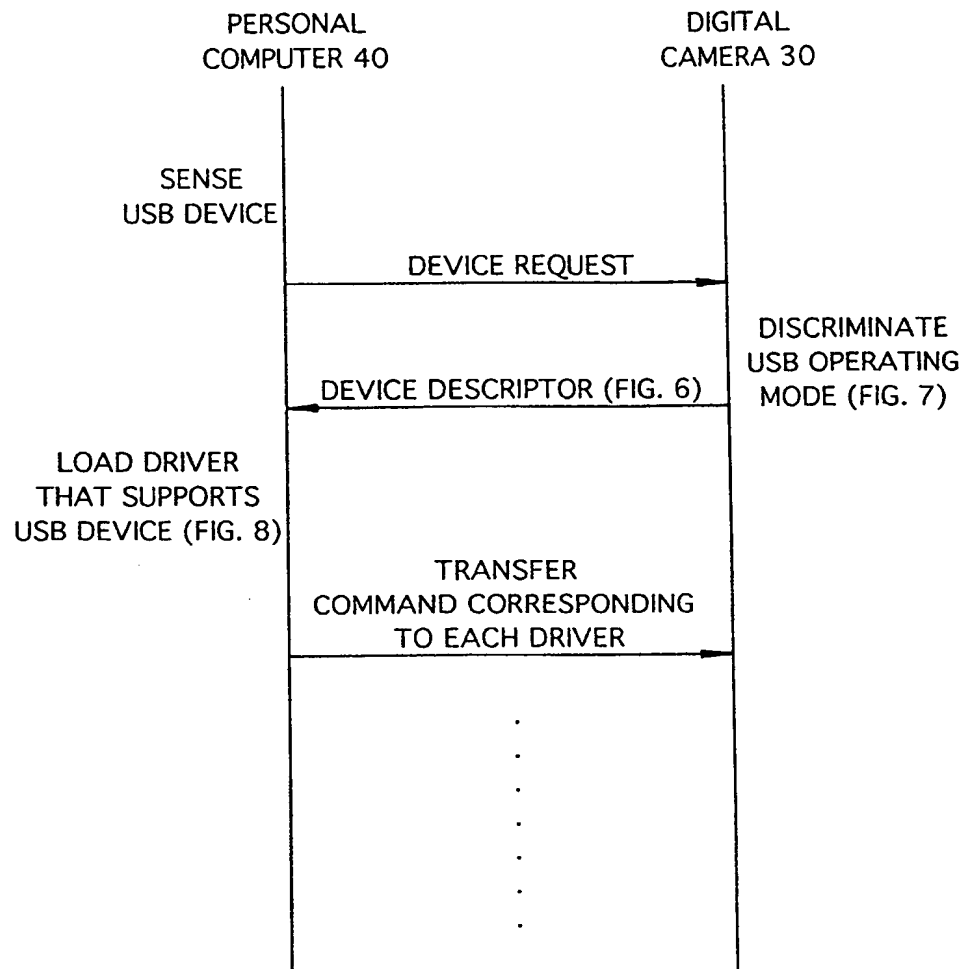 PERSONAL
COMPUTER 40
DIGITAL
CAMERA 30
SENSE
USB DEVICE
DEVICE REQUEST
DISCRIMINATE
USB OPERATING
MODE (FIG. 7)
DEVICE DESCRIPTOR (FIG. 6)
LOAD DRIVER
THAT SUPPORTS
USB DEVICE (FIG. 8)
TRANSFER
COMMAND CORRESPONDING
TO EACH DRIVER